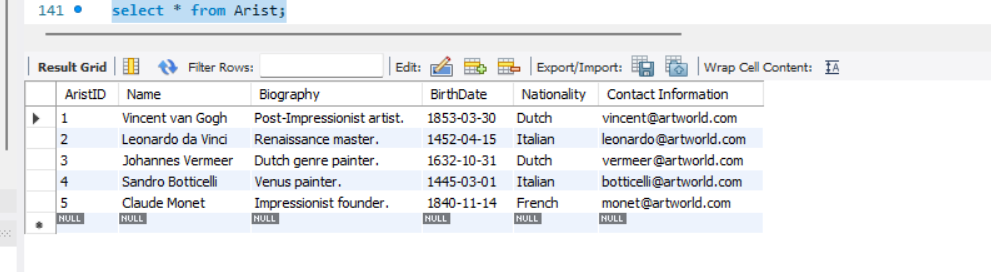 141 select * from Arist;
Result Grid Filter Rows: Edit: Export/Import: Wrap Cell Content: IA
AristID Name Biography BirthDate Nationality Contact Information
1 Vincent van Gogh Post-Impressionist artist. 1853-03-30 Dutch vincent@artworld.com
2 Leonardo da Vinci Renaissance master. 1452-04-15 Italian leonardo@artworld.com
3 Johannes Vermeer Dutch genre painter. 1632-10-31 Dutch vermeer@artworld.com
4 Sandro Botticelli Venus painter. 1445-03-01 Italian botticelli@artworld.com
5 Claude Monet Impressionist founder. 1840-11-14 French monet@artworld.com
NULL NULL NULL NULL NULL NULL